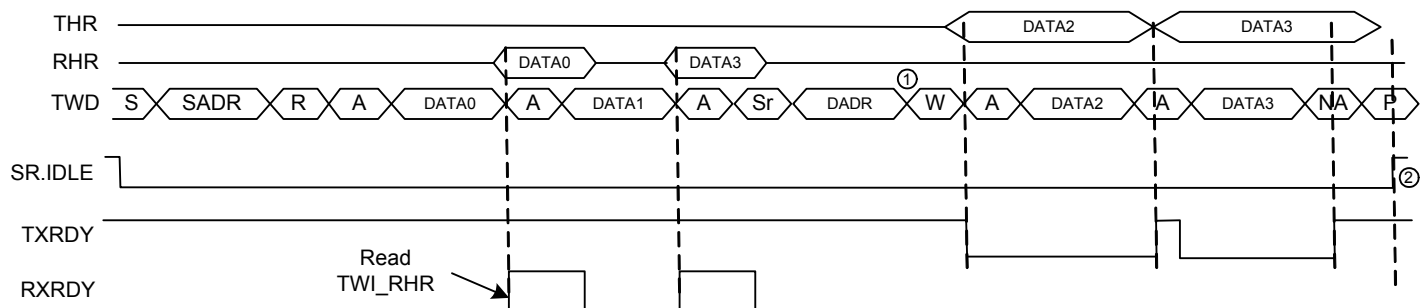 THR DATA2 DATA3
RHR DATA0 DATA3
①
TWD S SADR R A DATA0 A DATA1 A Sr DADR W A DATA2 A DATA3 NA P
SR.IDLE ②
TXRDY
Read
TWI_RHR
RXRDY